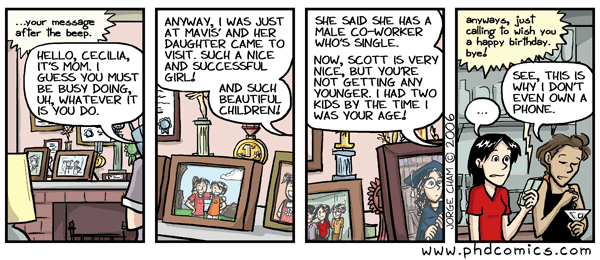 ...your message
after the beep.
HELLO, CECILIA,
IT'S MOM. I
GUESS YOU MUST
BE BUSY DOING,
UH, WHATEVER IT
IS YOU DO.
ANYWAY, I WAS JUST
AT MAVIS' AND HER
DAUGHTER CAME TO
VISIT. SUCH A NICE
AND SUCCESSFUL
GIRL!
AND SUCH
BEAUTIFUL
CHILDREN!
SHE SAID SHE HAS A
MALE CO-WORKER
WHO'S SINGLE.
NOW, SCOTT IS VERY
NICE, BUT YOU'RE
NOT GETTING ANY
YOUNGER. I HAD TWO
KIDS BY THE TIME I
WAS YOUR AGE!
JORGE CHAM © 2006
anyways, just
calling to wish you
a happy birthday.
bye!
...
SEE, THIS IS
WHY I DON'T
EVEN OWN A
PHONE.
www.phdcomics.com